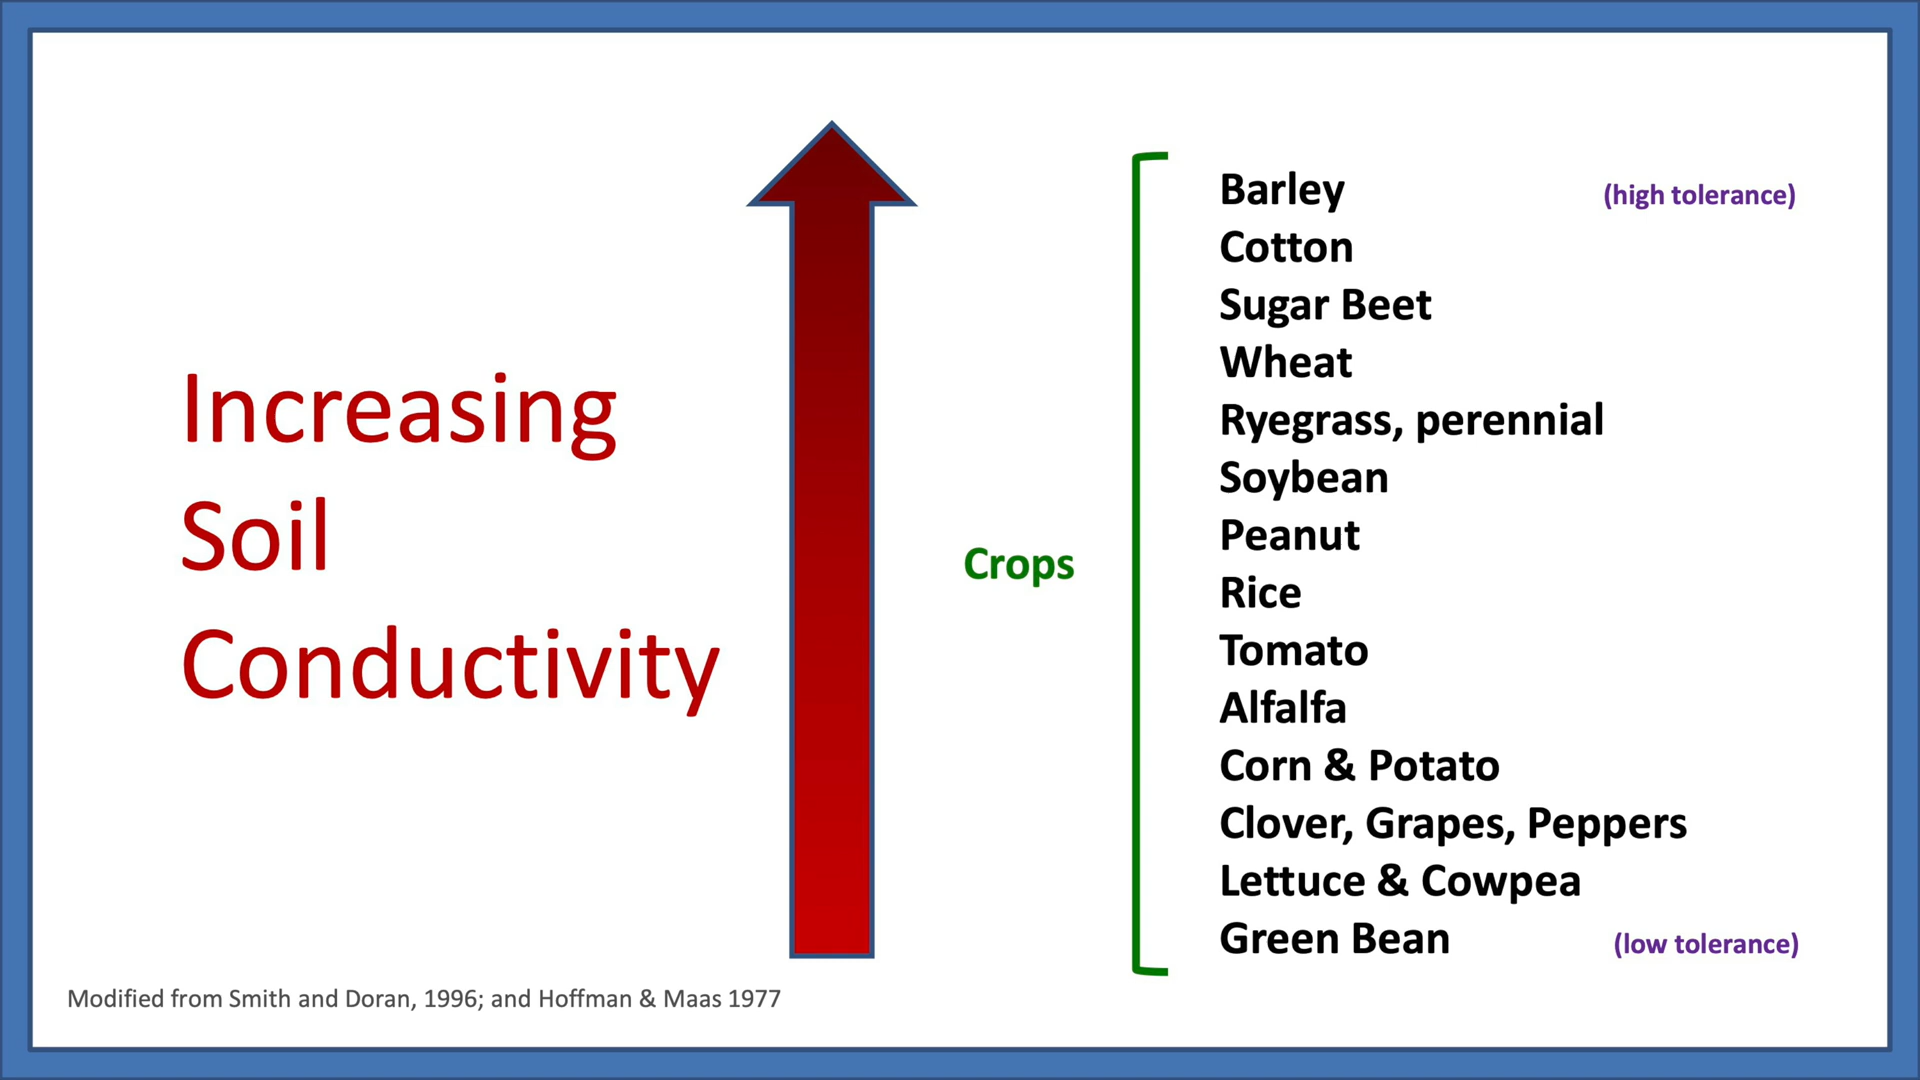 Increasing
Soil
Conductivity
Crops
Barley (high tolerance)
Cotton
Sugar Beet
Wheat
Ryegrass, perennial
Soybean
Peanut
Rice
Tomato
Alfalfa
Corn & Potato
Clover, Grapes, Peppers
Lettuce & Cowpea
Green Bean (low tolerance)
Modified from Smith and Doran, 1996; and Hoffman & Maas 1977